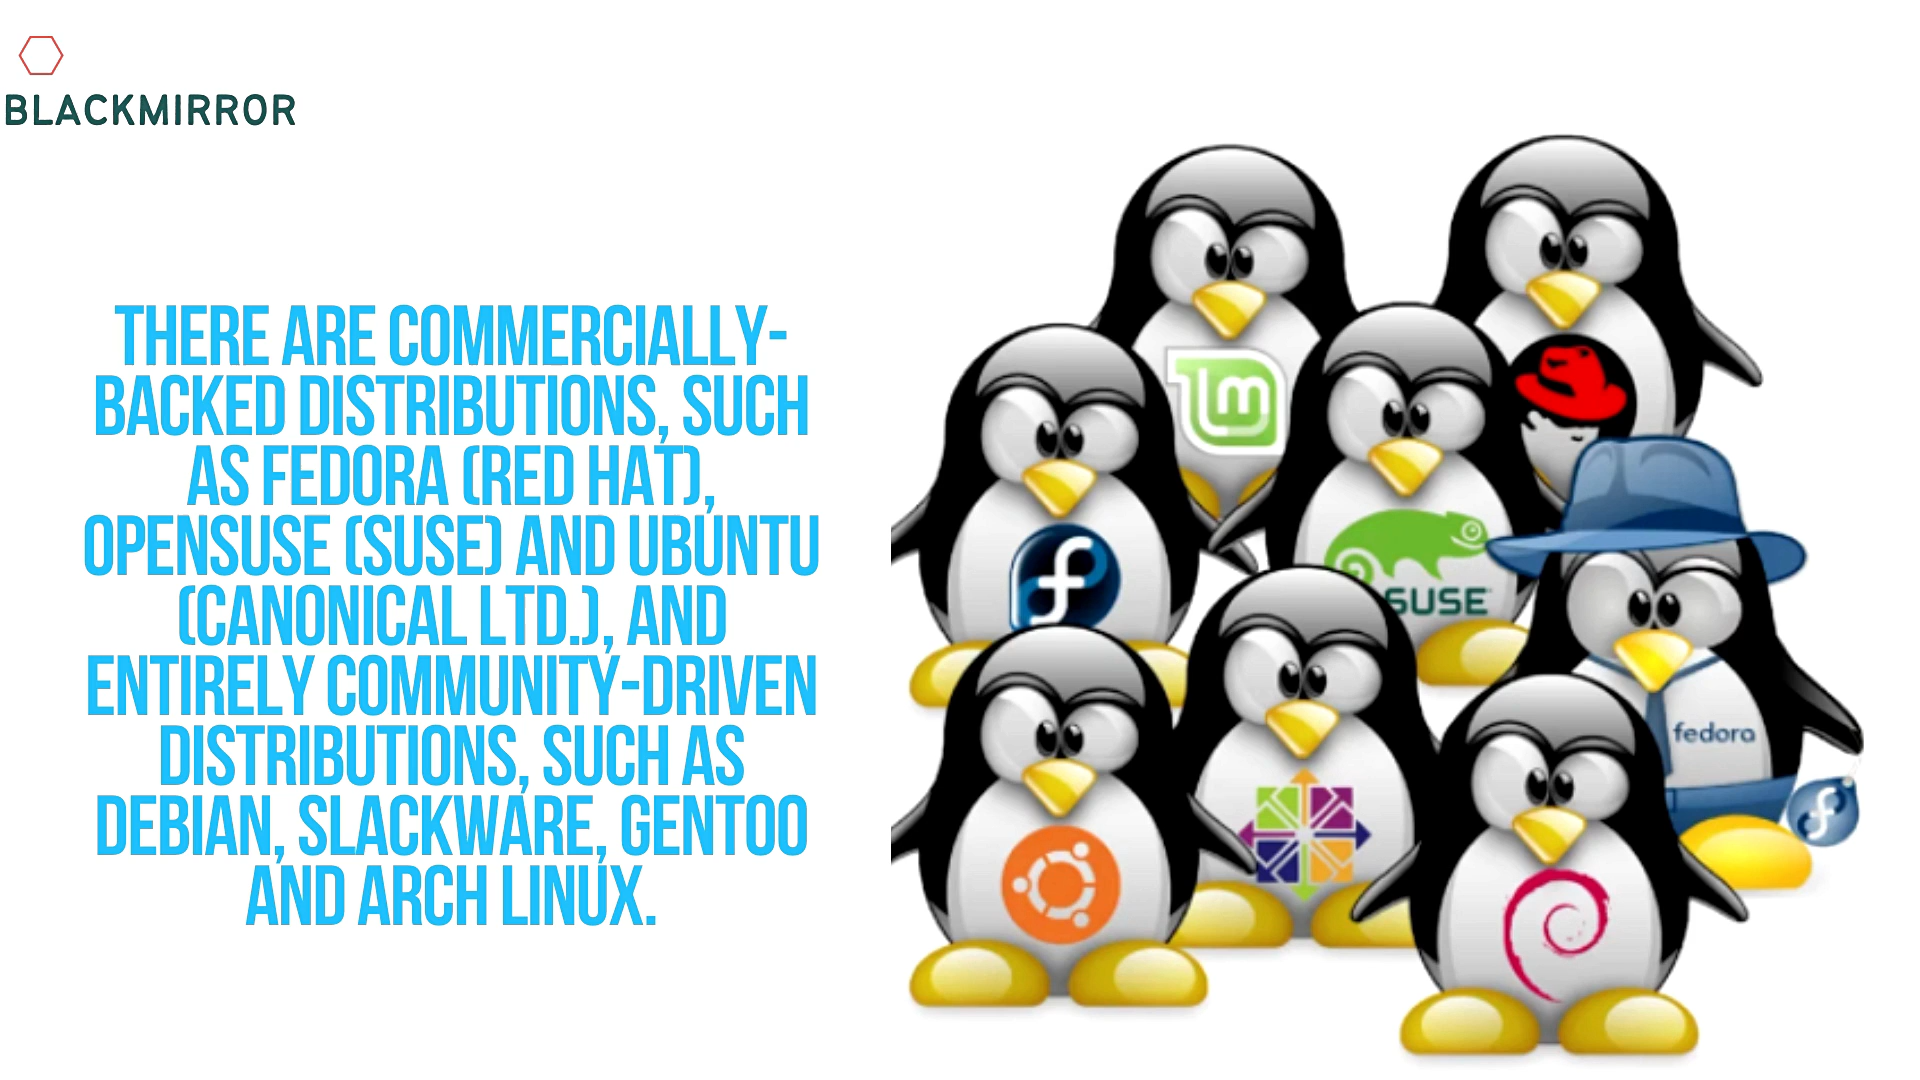 BLACKMIRROR
THERE ARE COMMERCIALLY-
BACKED DISTRIBUTIONS, SUCH
AS FEDORA (RED HAT),
OPENSUSE (SUSE) AND UBUNTU
(CANONICAL LTD.), AND
ENTIRELY COMMUNITY-DRIVEN
DISTRIBUTIONS, SUCH AS
DEBIAN, SLACKWARE, GENTOO
AND ARCH LINUX.
SUSE
fedora